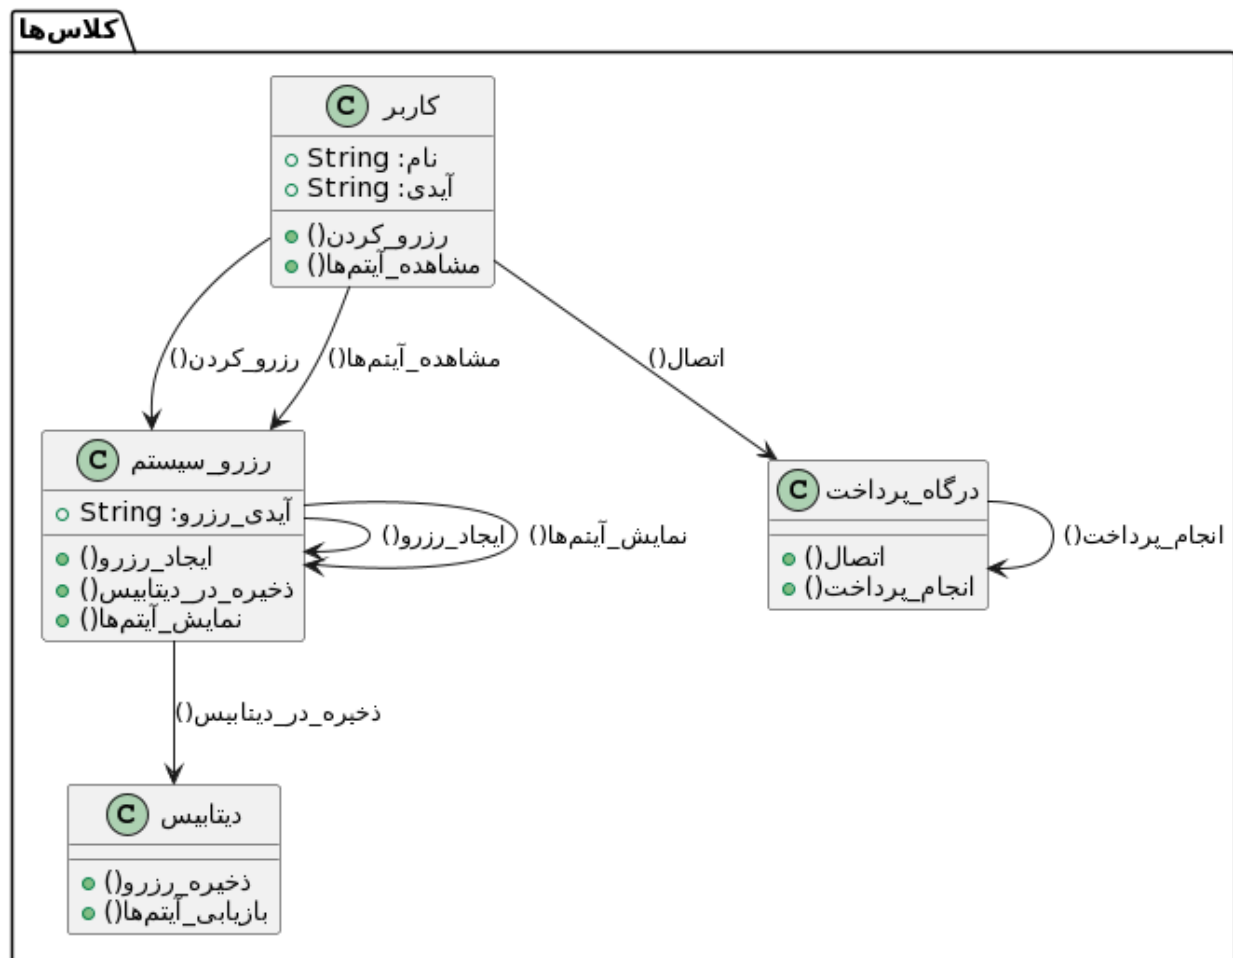 کلاس‌ها
C کاربر
String :نام
String :آیدی
رزرو_کردن()
مشاهده_آیتم‌ها()
رزرو_کردن()
مشاهده_آیتم‌ها()
اتصال()
C رزرو_سیستم
String :آیدی_رزرو
ایجاد_رزرو()
ذخیره_در_دیتابیس()
نمایش_آیتم‌ها()
ایجاد_رزرو()
نمایش_آیتم‌ها()
C درگاه_پرداخت
اتصال()
انجام_پرداخت()
انجام_پرداخت()
ذخیره_در_دیتابیس()
C دیتابیس
ذخیره_رزرو()
بازیابی_آیتم‌ها()